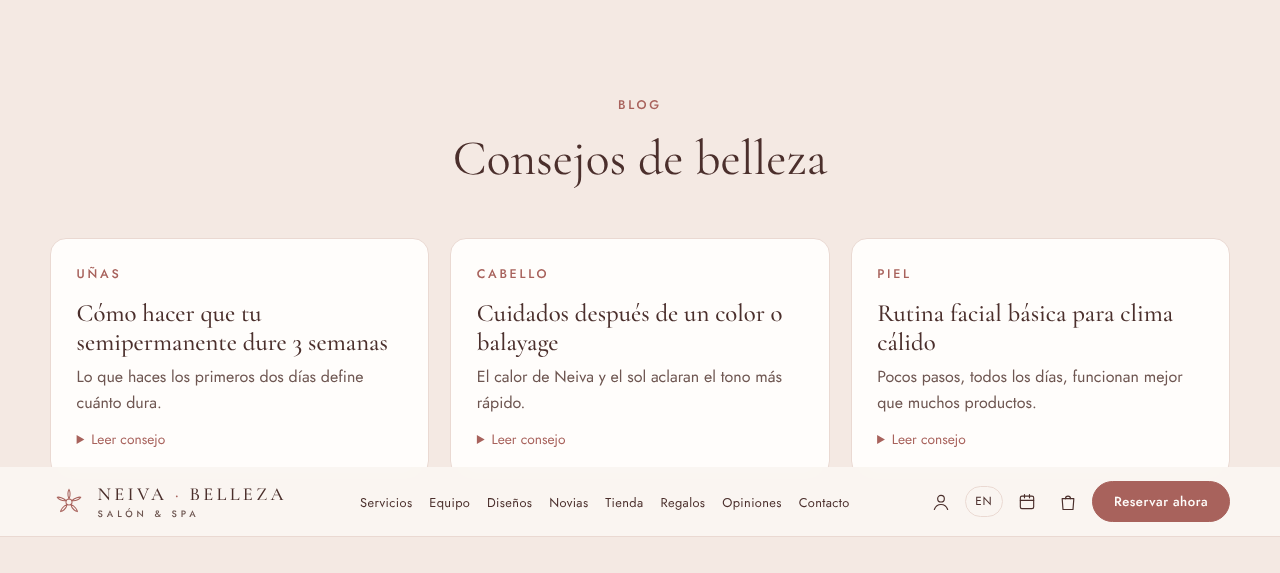 BLOG
Consejos de belleza
UÑAS
Cómo hacer que tu
semipermanente dure 3 semanas
Lo que haces los primeros dos días define
cuánto dura.
▶ Leer consejo
CABELLO
Cuidados después de un color o
balayage
El calor de Neiva y el sol aclaran el tono más
rápido.
▶ Leer consejo
PIEL
Rutina facial básica para clima
cálido
Pocos pasos, todos los días, funcionan mejor
que muchos productos.
▶ Leer consejo
NEIVA · BELLEZA
SALÓN & SPA
Servicios Equipo Diseños Novias Tienda Regalos Opiniones Contacto
EN
Reservar ahora